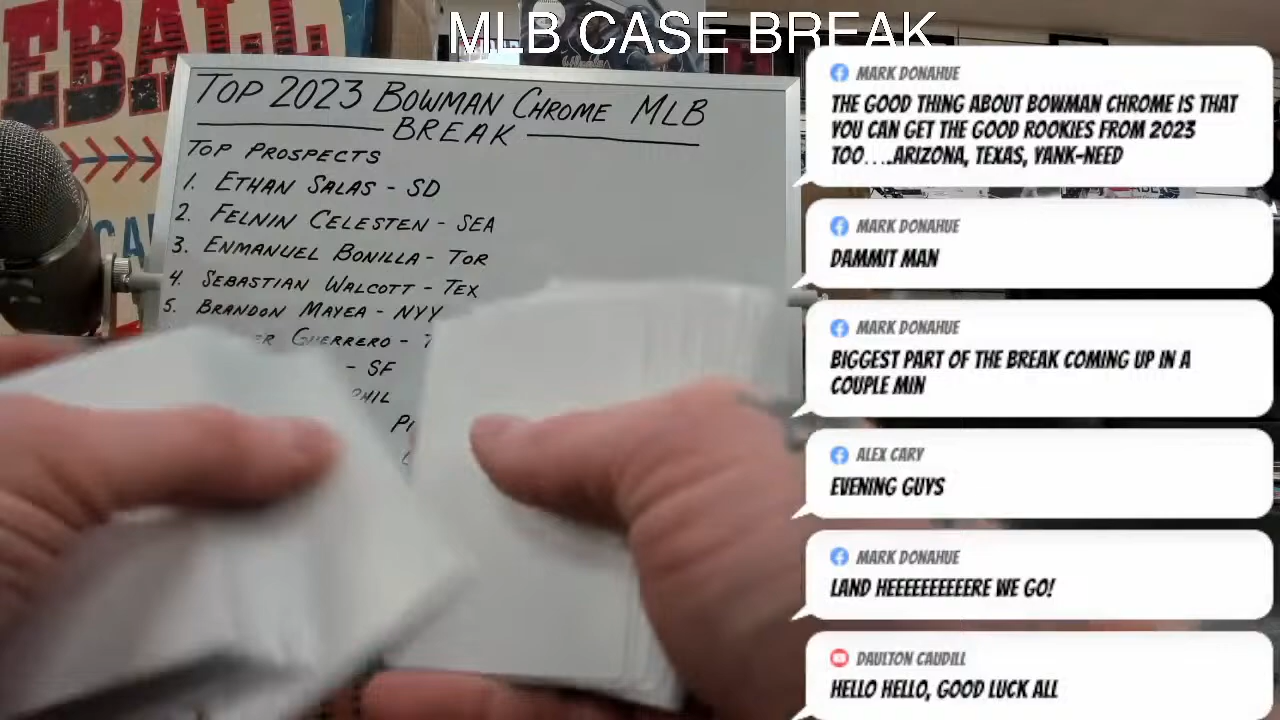 MLB CASE BREAK
EBALL
TOP 2023 BOWMAN CHROME MLB
BREAK
TOP PROSPECTS
1. ETHAN SALAS - SD
2. FELNIN CELESTEN - SEA
3. ENMANUEL BONILLA - TOR
4. SEBASTIAN WALCOTT - TEX
5. BRANDON MAYEA - NYY
GUERRERO -
- SF
MARK DONAHUE
THE GOOD THING ABOUT BOWMAN CHROME IS THAT
YOU CAN GET THE GOOD ROOKIES FROM 2023
TOO....ARIZONA, TEXAS, YANK-NEED
MARK DONAHUE
DAMMIT MAN
MARK DONAHUE
BIGGEST PART OF THE BREAK COMING UP IN A
COUPLE MIN
ALEX CARY
EVENING GUYS
MARK DONAHUE
LAND HEEEEEEEEEERE WE GO!
DAULTON CAUDILL
HELLO HELLO, GOOD LUCK ALL